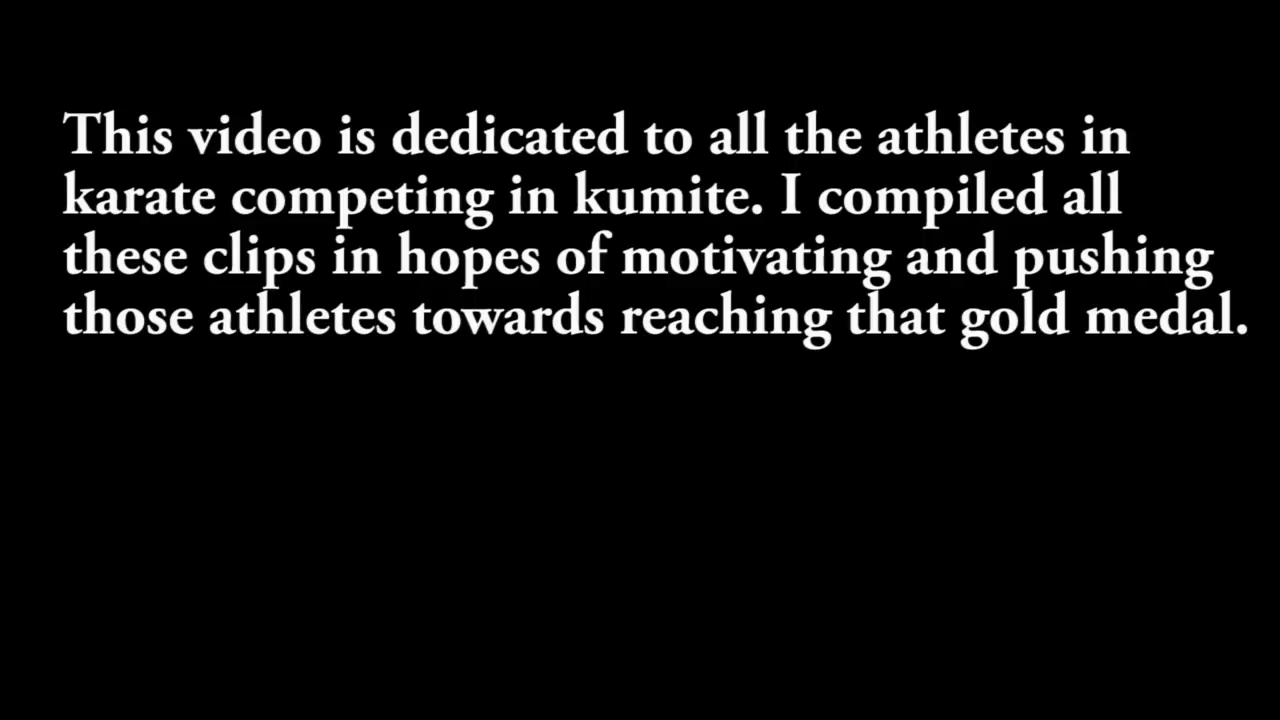 This video is dedicated to all the athletes in
karate competing in kumite. I compiled all
these clips in hopes of motivating and pushing
those athletes towards reaching that gold medal.